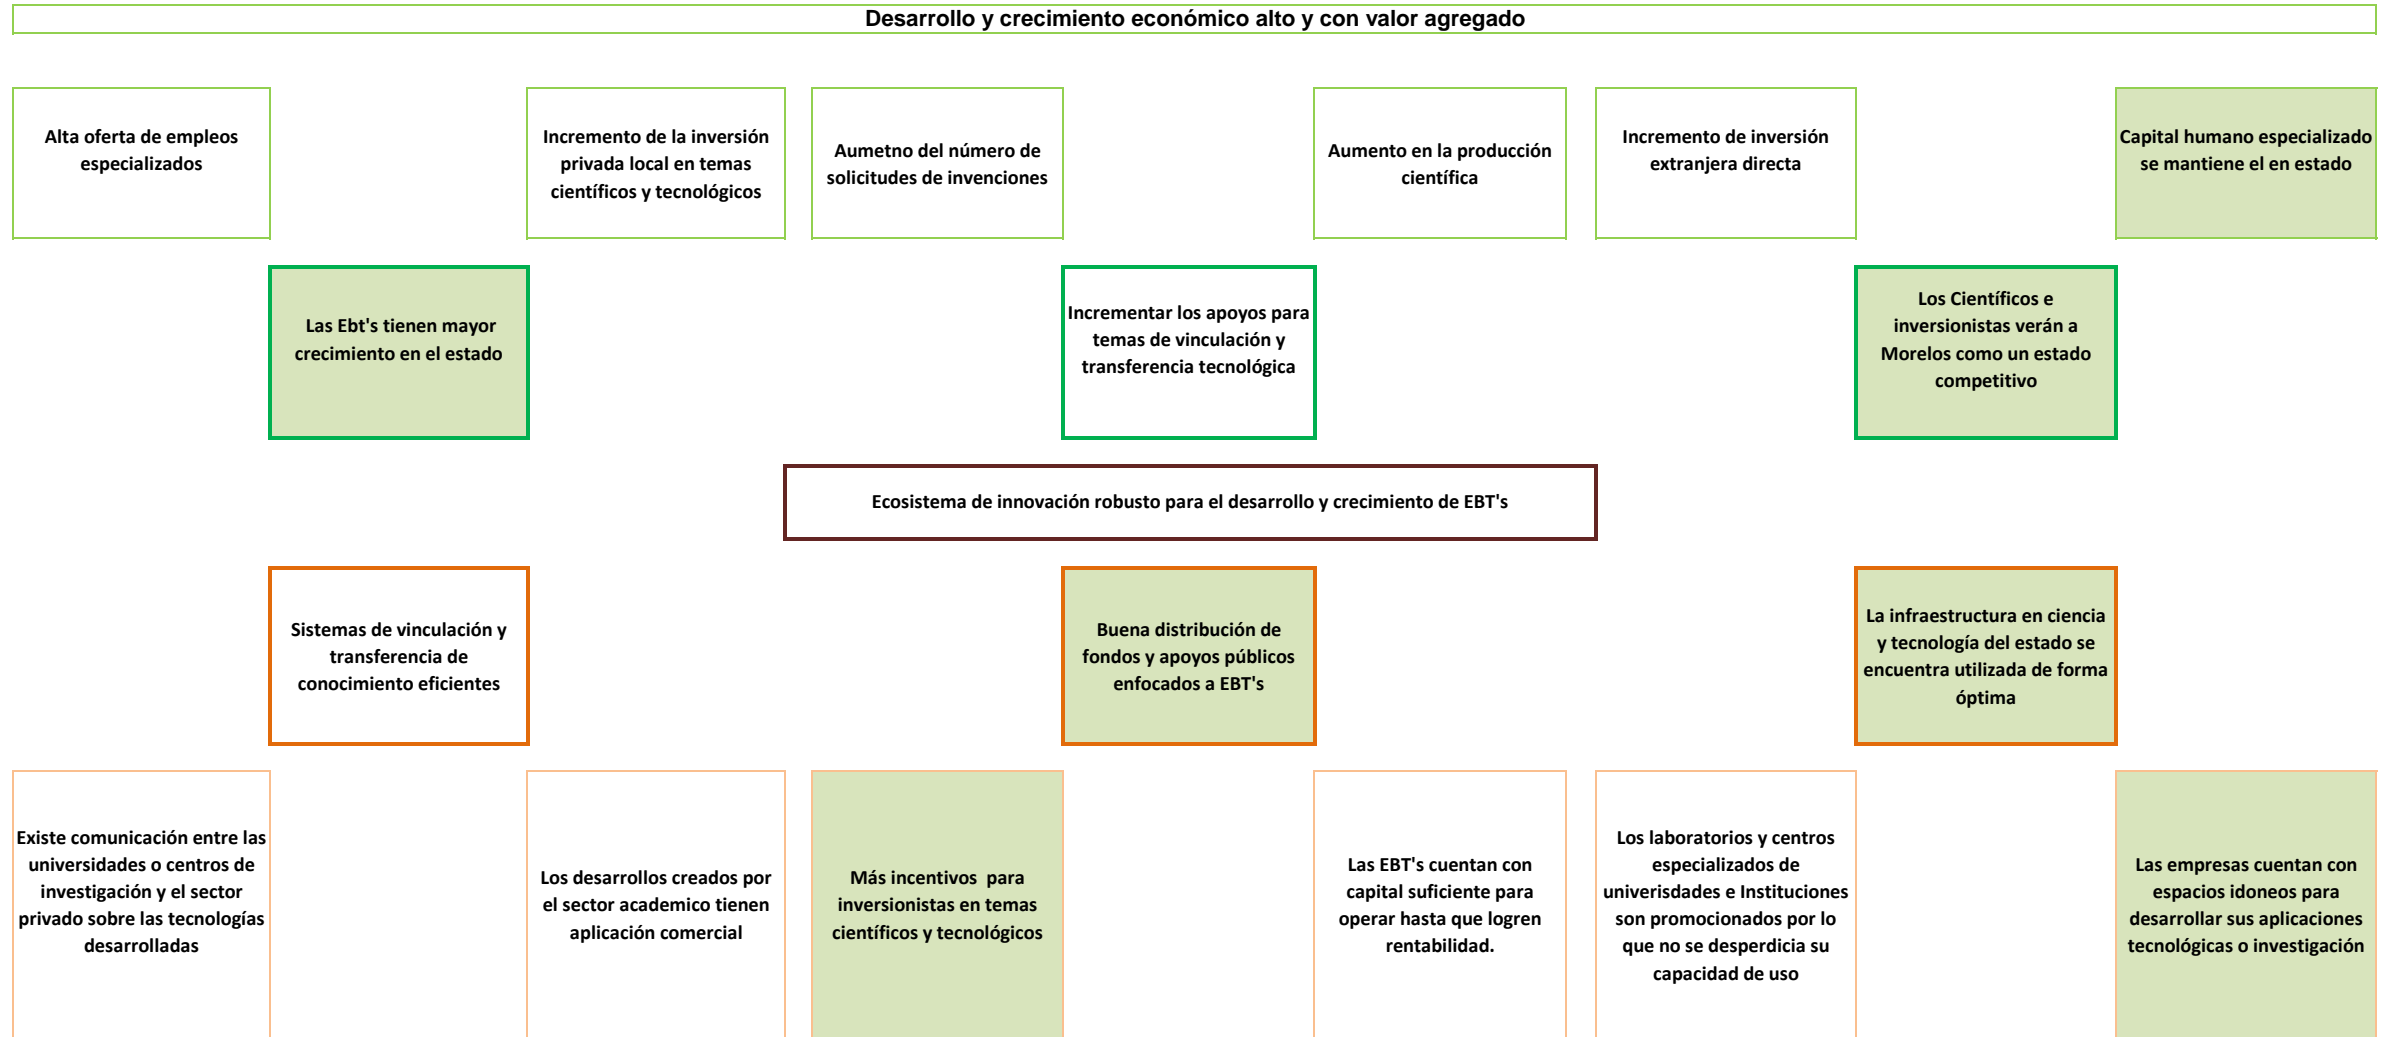 Desarrollo y crecimiento económico alto y con valor agregado
Alta oferta de empleos
especializados
Incremento de la inversión
privada local en temas
científicos y tecnológicos
Aumetno del número de
solicitudes de invenciones
Aumento en la producción
científica
Incremento de inversión
extranjera directa
Capital humano especializado
se mantiene el en estado
Las Ebt's tienen mayor
crecimiento en el estado
Incrementar los apoyos para
temas de vinculación y
transferencia tecnológica
Los Científicos e
inversionistas verán a
Morelos como un estado
competitivo
Ecosistema de innovación robusto para el desarrollo y crecimiento de EBT's
Sistemas de vinculación y
transferencia de
conocimiento eficientes
Buena distribución de
fondos y apoyos públicos
enfocados a EBT's
La infraestructura en ciencia
y tecnología del estado se
encuentra utilizada de forma
óptima
Existe comunicación entre las
universidades o centros de
investigación y el sector
privado sobre las tecnologías
desarrolladas
Los desarrollos creados por
el sector academico tienen
aplicación comercial
Más incentivos  para
inversionistas en temas
científicos y tecnológicos
Las EBT's cuentan con
capital suficiente para
operar hasta que logren
rentabilidad.
Los laboratorios y centros
especializados de
univerisdades e Instituciones
son promocionados por lo
que no se desperdicia su
capacidad de uso
Las empresas cuentan con
espacios idoneos para
desarrollar sus aplicaciones
tecnológicas o investigación